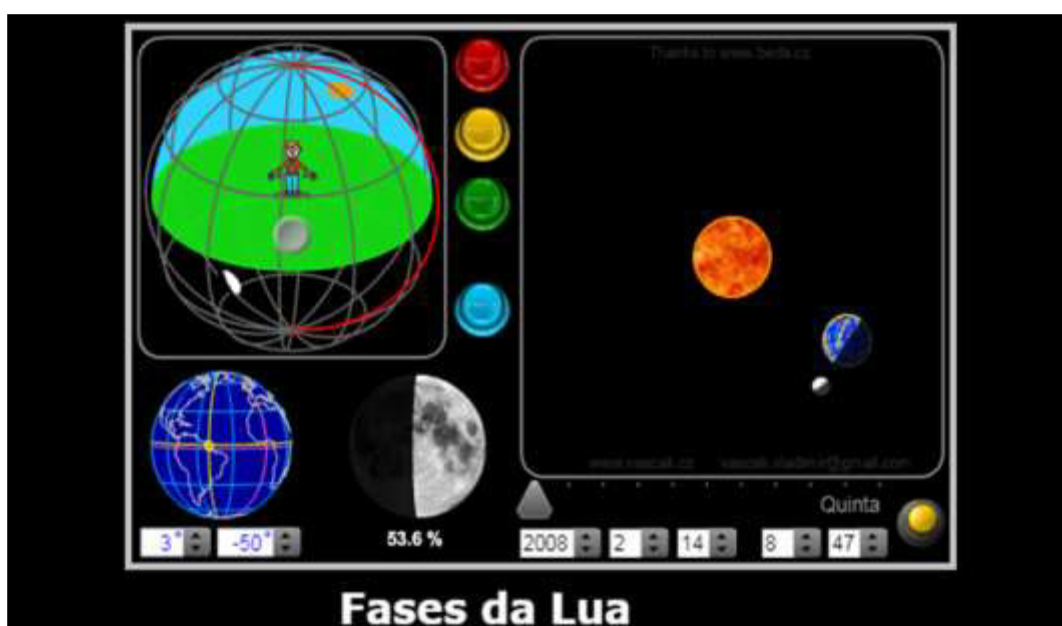 Thanks to www.beda.cz
www.vascak.cz vascak.vladimir@gmail.com
Quinta
3° -50°
53.6 %
2008 2 14 8 47
Fases da Lua